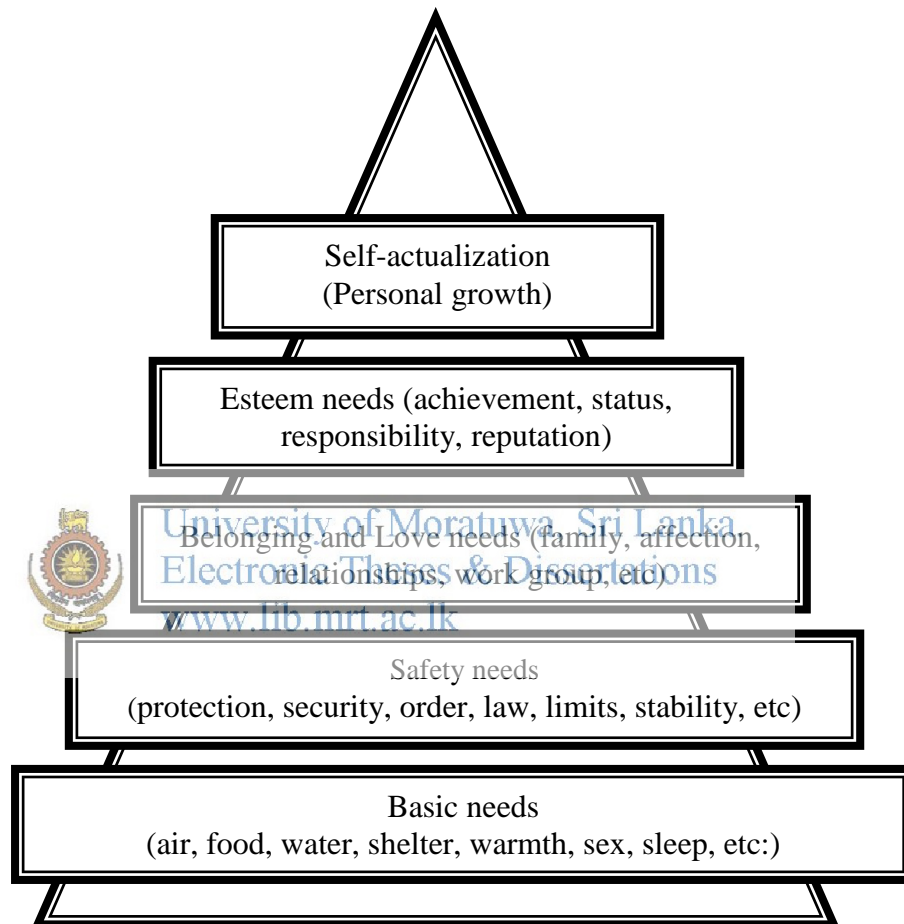 Self-actualization
(Personal growth)
Esteem needs (achievement, status,
responsibility, reputation)
University of Moratuwa, Sri Lanka.
Belonging and Love needs (family, affection,
Electronic Theses & Dissertations
relationships, work group, etc)
www.lib.mrt.ac.lk
Safety needs
(protection, security, order, law, limits, stability, etc)
Basic needs
(air, food, water, shelter, warmth, sex, sleep, etc:)